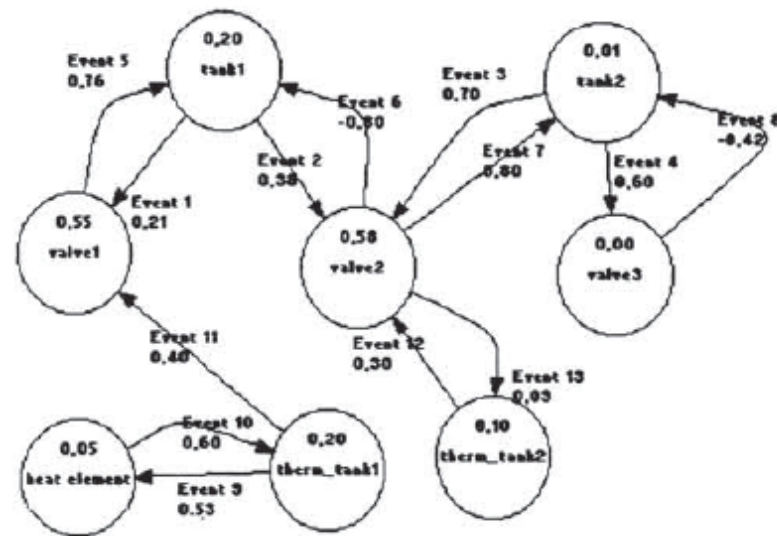 0,20
tank1
0,01
tank2
Event 5
0,76
Event 3
0,70
Event 6
-0,80
Event 8
-0,42
Event 2
0,38
Event 7
0,80
Event 4
0,60
Event 1
0,21
0,55
valve1
0,58
valve2
0,00
valve3
Event 11
0,40
Event 12
0,30
Event 13
0,09
Event 10
0,60
0,05
heat element
0,20
therm_tank1
0,10
therm_tank2
Event 9
0,53